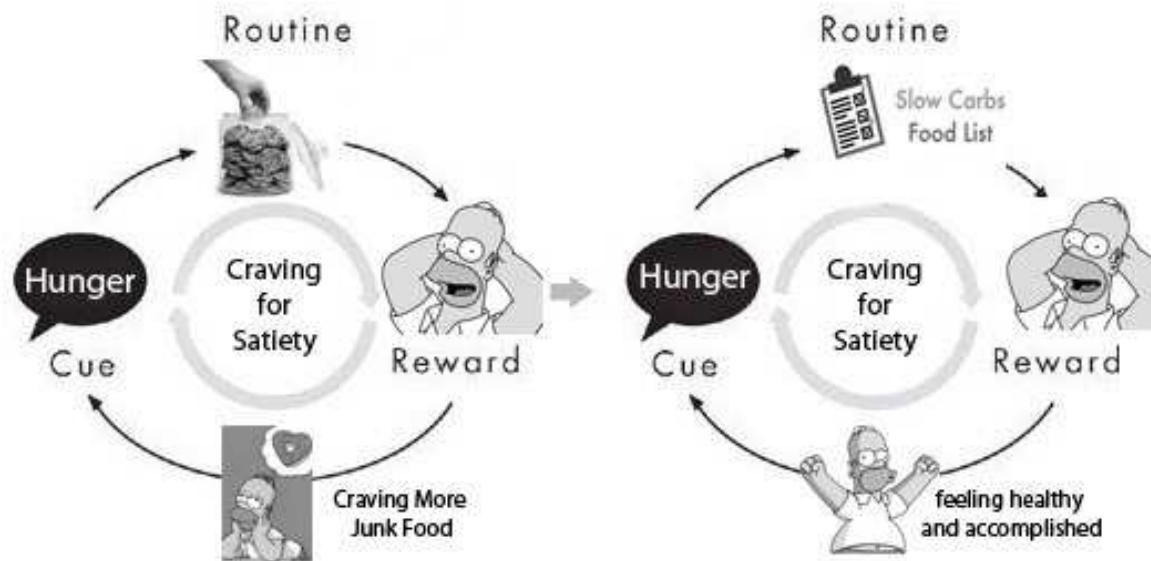 Routine
Hunger
Craving
for
Satiety
Cue
Reward
Craving More
Junk Food
Routine
Slow Carbs
Food List
Hunger
Craving
for
Satiety
Cue
Reward
feeling healthy
and accomplished